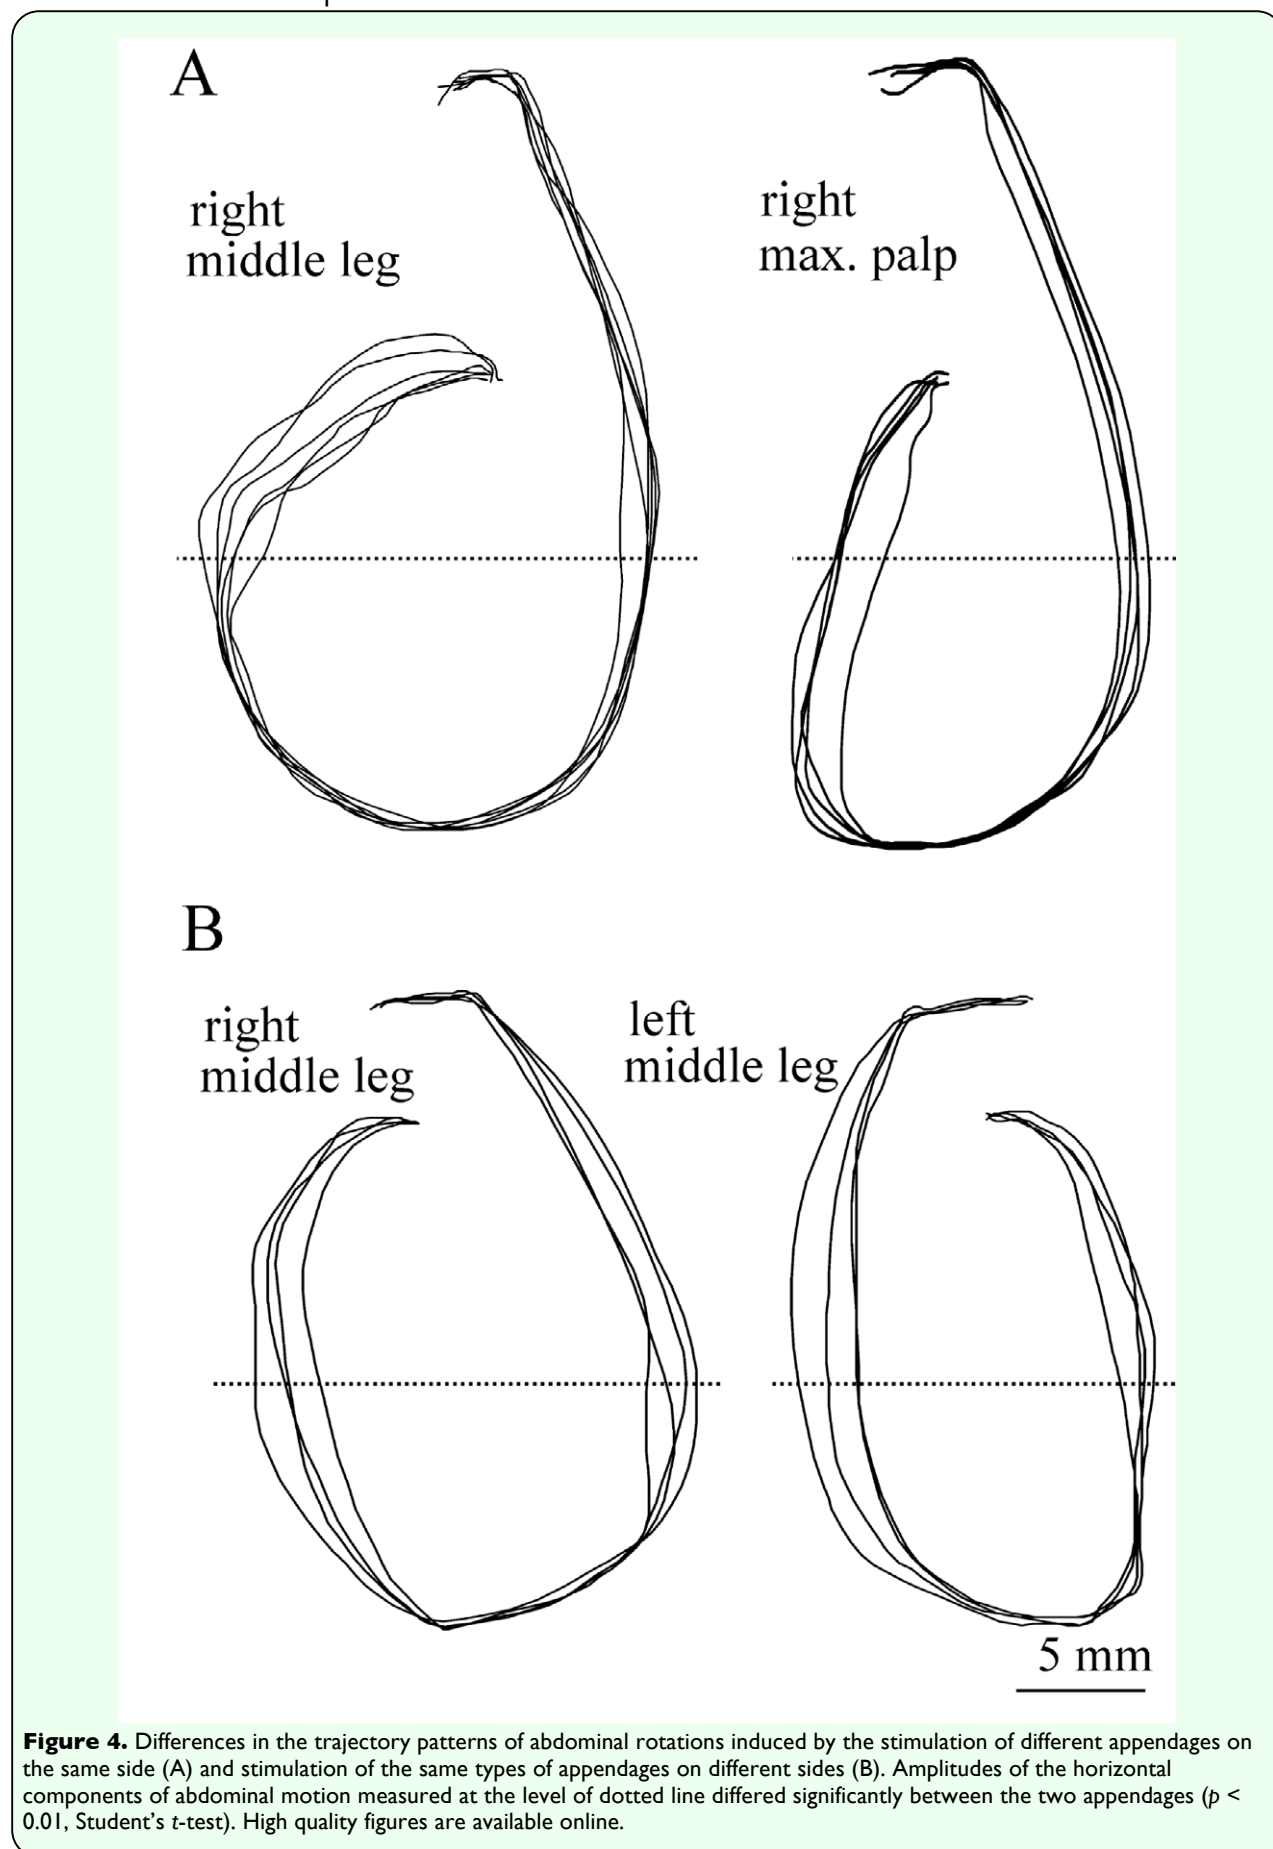 A
right
middle leg
right
max. palp
B
right
middle leg
left
middle leg
5 mm
Figure 4. Differences in the trajectory patterns of abdominal rotations induced by the stimulation of different appendages on
the same side (A) and stimulation of the same types of appendages on different sides (B). Amplitudes of the horizontal
components of abdominal motion measured at the level of dotted line differed significantly between the two appendages (p <
0.01, Student’s t-test). High quality figures are available online.